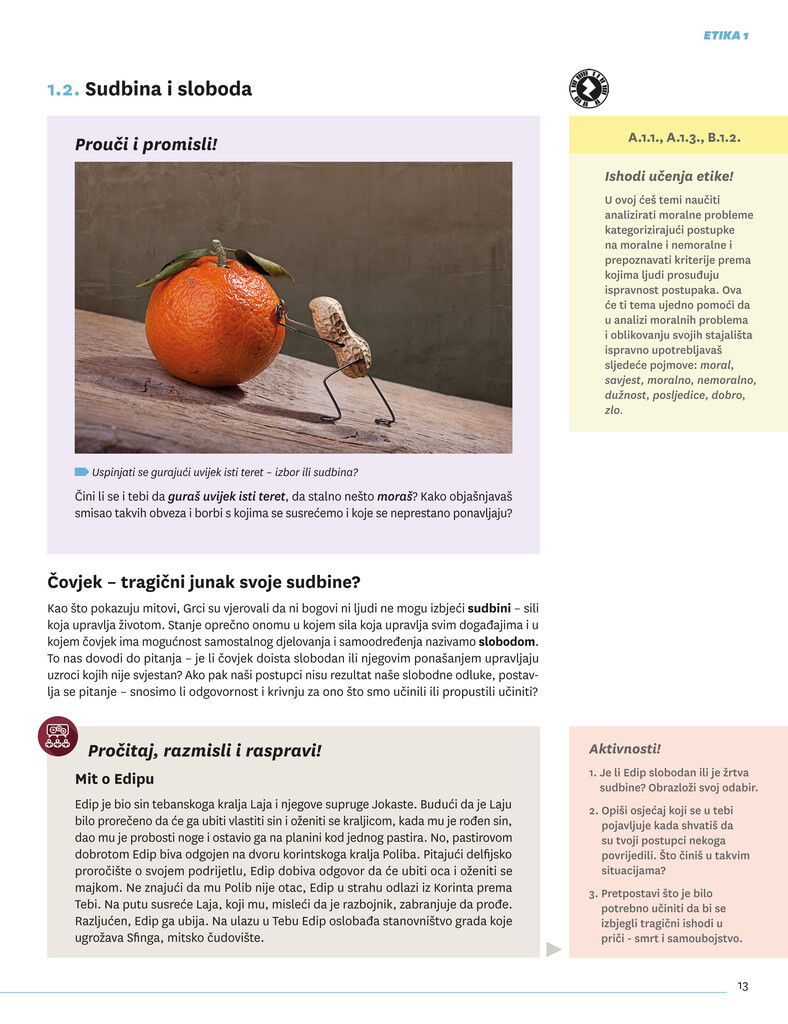 ETIKA 1
1.2. Sudbina i sloboda
Prouči i promisli!
Uspinjati se gurajući uvijek isti teret – izbor ili sudbina?
Čini li se i tebi da guraš uvijek isti teret, da stalno nešto moraš? Kako objašnjavaš
smisao takvih obveza i borbi s kojima se susrećemo i koje se neprestano ponavljaju?
A.1.1., A.1.3., B.1.2.
Ishodi učenja etike!
U ovoj ćeš temi naučiti
analizirati moralne probleme
kategorizirajući postupke
na moralne i nemoralne i
prepoznavati kriterije prema
kojima ljudi prosuđuju
ispravnost postupaka. Ova
će ti tema ujedno pomoći da
u analizi moralnih problema
i oblikovanju svojih stajališta
ispravno upotrebljavaš
sljedeće pojmove: moral,
savjest, moralno, nemoralno,
dužnost, posljedice, dobro,
zlo.
Čovjek – tragični junak svoje sudbine?
Kao što pokazuju mitovi, Grci su vjerovali da ni bogovi ni ljudi ne mogu izbjeći sudbini – sili
koja upravlja životom. Stanje oprečno onomu u kojem sila koja upravlja svim događajima i u
kojem čovjek ima mogućnost samostalnog djelovanja i samoodređenja nazivamo slobodom.
To nas dovodi do pitanja – je li čovjek doista slobodan ili njegovim ponašanjem upravljaju
uzroci kojih nije svjestan? Ako pak naši postupci nisu rezultat naše slobodne odluke, postav-
lja se pitanje – snosimo li odgovornost i krivnju za ono što smo učinili ili propustili učiniti?
Pročitaj, razmisli i raspravi!
Mit o Edipu
Edip je bio sin tebanskoga kralja Laja i njegove supruge Jokaste. Budući da je Laju
bilo prorečeno da će ga ubiti vlastiti sin i oženiti se kraljicom, kada mu je rođen sin,
dao mu je probosti noge i ostavio ga na planini kod jednog pastira. No, pastirovom
dobrotom Edip biva odgojen na dvoru korintskoga kralja Poliba. Pitajući delfijsko
proročište o svojem podrijetlu, Edip dobiva odgovor da će ubiti oca i oženiti se
majkom. Ne znajući da mu Polib nije otac, Edip u strahu odlazi iz Korinta prema
Tebi. Na putu susreće Laja, koji mu, misleći da je razbojnik, zabranjuje da prođe.
Razljućen, Edip ga ubija. Na ulazu u Tebu Edip oslobađa stanovništvo grada koje
ugrožava Sfinga, mitsko čudovište.
Aktivnosti!
1. Je li Edip slobodan ili je žrtva
sudbine? Obrazloži svoj odabir.
2. Opiši osjećaj koji se u tebi
pojavljuje kada shvatiš da
su tvoji postupci nekoga
povrijedili. Što činiš u takvim
situacijama?
3. Pretpostavi što je bilo
potrebno učiniti da bi se
izbjegli tragični ishodi u
priči - smrt i samoubojstvo.
13